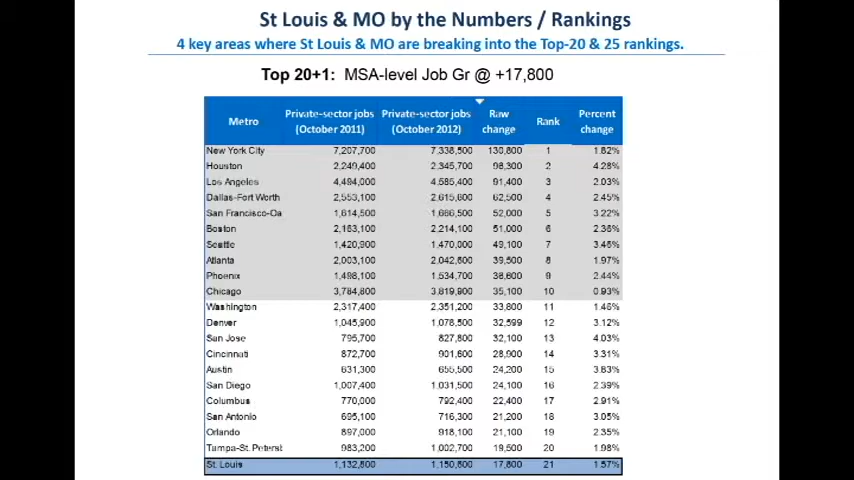 St Louis & MO by the Numbers / Rankings
4 key areas where St Louis & MO are breaking into the Top-20 & 25 rankings.
Top 20+1: MSA-level Job Gr @ +17,800
Metro Private-sector jobs (October 2011) Private-sector jobs (October 2012) Raw change Rank Percent change
New York City 7,207,700 7,338,500 130,800 1 1.82%
Houston 2,249,400 2,345,700 98,300 2 4.28%
Los Angeles 4,494,000 4,585,400 91,400 3 2.03%
Dallas-Fort Worth 2,553,100 2,615,600 62,500 4 2.45%
San Francisco-Oa 1,614,500 1,666,500 52,000 5 3.22%
Boston 2,163,100 2,214,100 51,000 6 2.36%
Seattle 1,420,900 1,470,000 49,100 7 3.46%
Atlanta 2,003,100 2,042,600 39,500 8 1.97%
Phoenix 1,498,100 1,534,700 36,600 9 2.44%
Chicago 3,784,800 3,819,900 35,100 10 0.93%
Washington 2,317,400 2,351,200 33,800 11 1.46%
Denver 1,045,900 1,078,500 32,599 12 3.12%
San Jose 795,700 827,800 32,100 13 4.03%
Cincinnati 872,700 901,600 28,900 14 3.31%
Austin 631,300 655,500 24,200 15 3.83%
San Diego 1,007,400 1,031,500 24,100 16 2.39%
Columbus 770,000 792,400 22,400 17 2.91%
San Antonio 695,100 716,300 21,200 18 3.05%
Orlando 897,000 918,100 21,100 19 2.35%
Tampa-St. Petersb 983,200 1,002,700 19,500 20 1.98%
St. Louis 1,132,800 1,150,600 17,800 21 1.57%